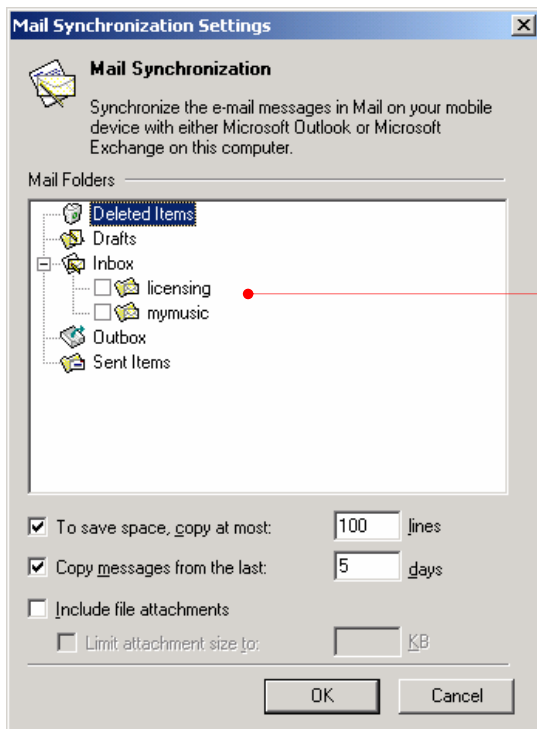 Mail Synchronization Settings
Mail Synchronization
Synchronize the e-mail messages in Mail on your mobile
device with either Microsoft Outlook or Microsoft
Exchange on this computer.
Mail Folders
Deleted Items
Drafts
Inbox
licensing
mymusic
Outbox
Sent Items
To save space, copy at most: 100 lines
Copy messages from the last: 5 days
Include file attachments
Limit attachment size to: KB
OK Cancel